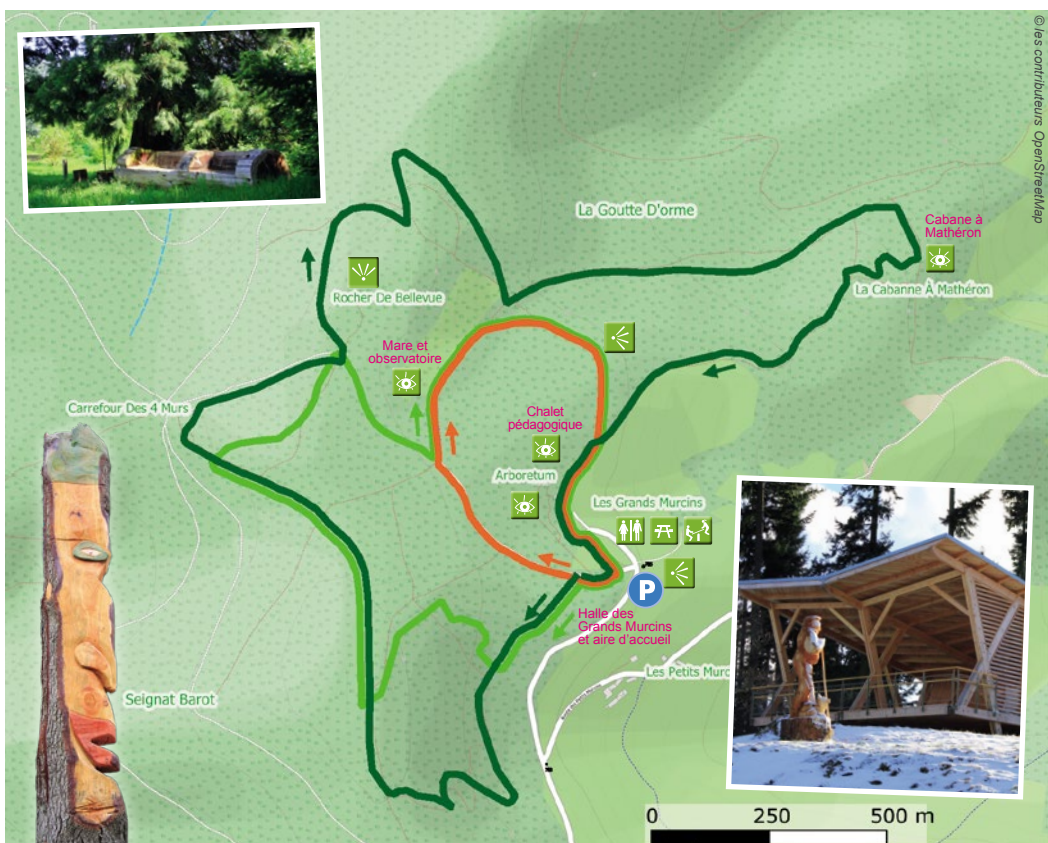 © les contributeurs OpenStreetMap
La Goutte D'orme
Cabane à
Mathéron
La Cabanne À Mathéron
Rocher De Bellevue
Mare et
observatoire
Carrefour Des 4 Murs
Chalet
pédagogique
Arboretum
Les Grands Murcins
P
Halle des
Grands Murcins
et aire d'accueil
Les Petits Murc
Seignat Barot
0 250 500 m